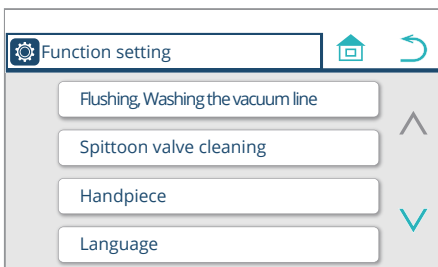 Function setting
Flushing, Washing the vacuum line
Spittoon valve cleaning
Handpiece
Language